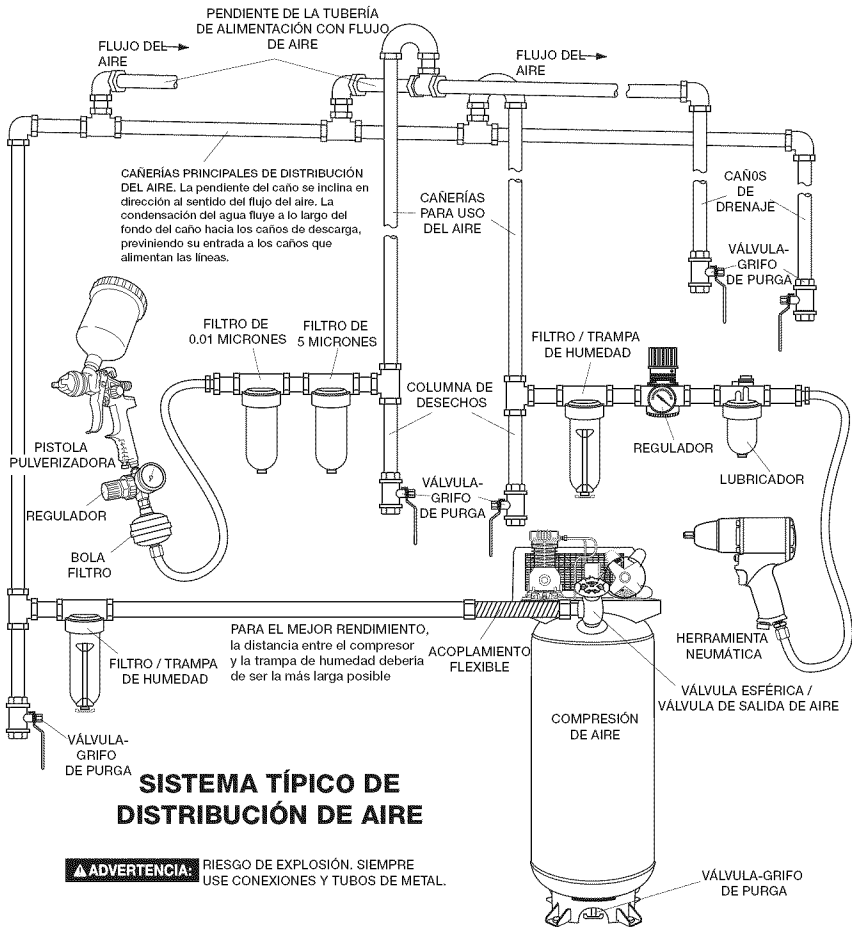 PENDIENTE DE LA TUBERÍA
DE ALIMENTACIÓN CON FLUJO
DE AIRE
FLUJO DEL
AIRE
FLUJO DEL
AIRE
CAÑERÍAS PRINCIPALES DE DISTRIBUCIÓN
DEL AIRE. La pendiente del caño se inclina en
dirección al sentido del flujo del aire. La
condensación del agua fluye a lo largo del
fondo del caño hacia los caños de descarga,
previniendo su entrada a los caños que
alimentan las líneas.
CAÑERÍAS
PARA USO
DEL AIRE
CAÑ0S
DE
DRENAJE
VÁLVULA-
GRIFO
DE PURGA
FILTRO DE
0.01 MICRONES
FILTRO DE
5 MICRONES
FILTRO / TRAMPA
DE HUMEDAD
COLUMNA DE
DESECHOS
PISTOLA
PULVERIZADORA
REGULADOR
LUBRICADOR
VÁLVULA-
GRIFO
DE PURGA
REGULADOR
BOLA
FILTRO
PARA EL MEJOR RENDIMIENTO,
la distancia entre el compresor
y la trampa de humedad debería
de ser la más larga posible
ACOPLAMIENTO
FLEXIBLE
HERRAMIENTA
NEUMÁTICA
FILTRO / TRAMPA
DE HUMEDAD
VÁLVULA ESFÉRICA /
VÁLVULA DE SALIDA DE AIRE
COMPRESIÓN
DE AIRE
VÁLVULA-
GRIFO
DE PURGA
SISTEMA TÍPICO DE
DISTRIBUCIÓN DE AIRE
ADVERTENCIA: RIESGO DE EXPLOSIÓN. SIEMPRE
USE CONEXIONES Y TUBOS DE METAL.
VÁLVULA-GRIFO
DE PURGA